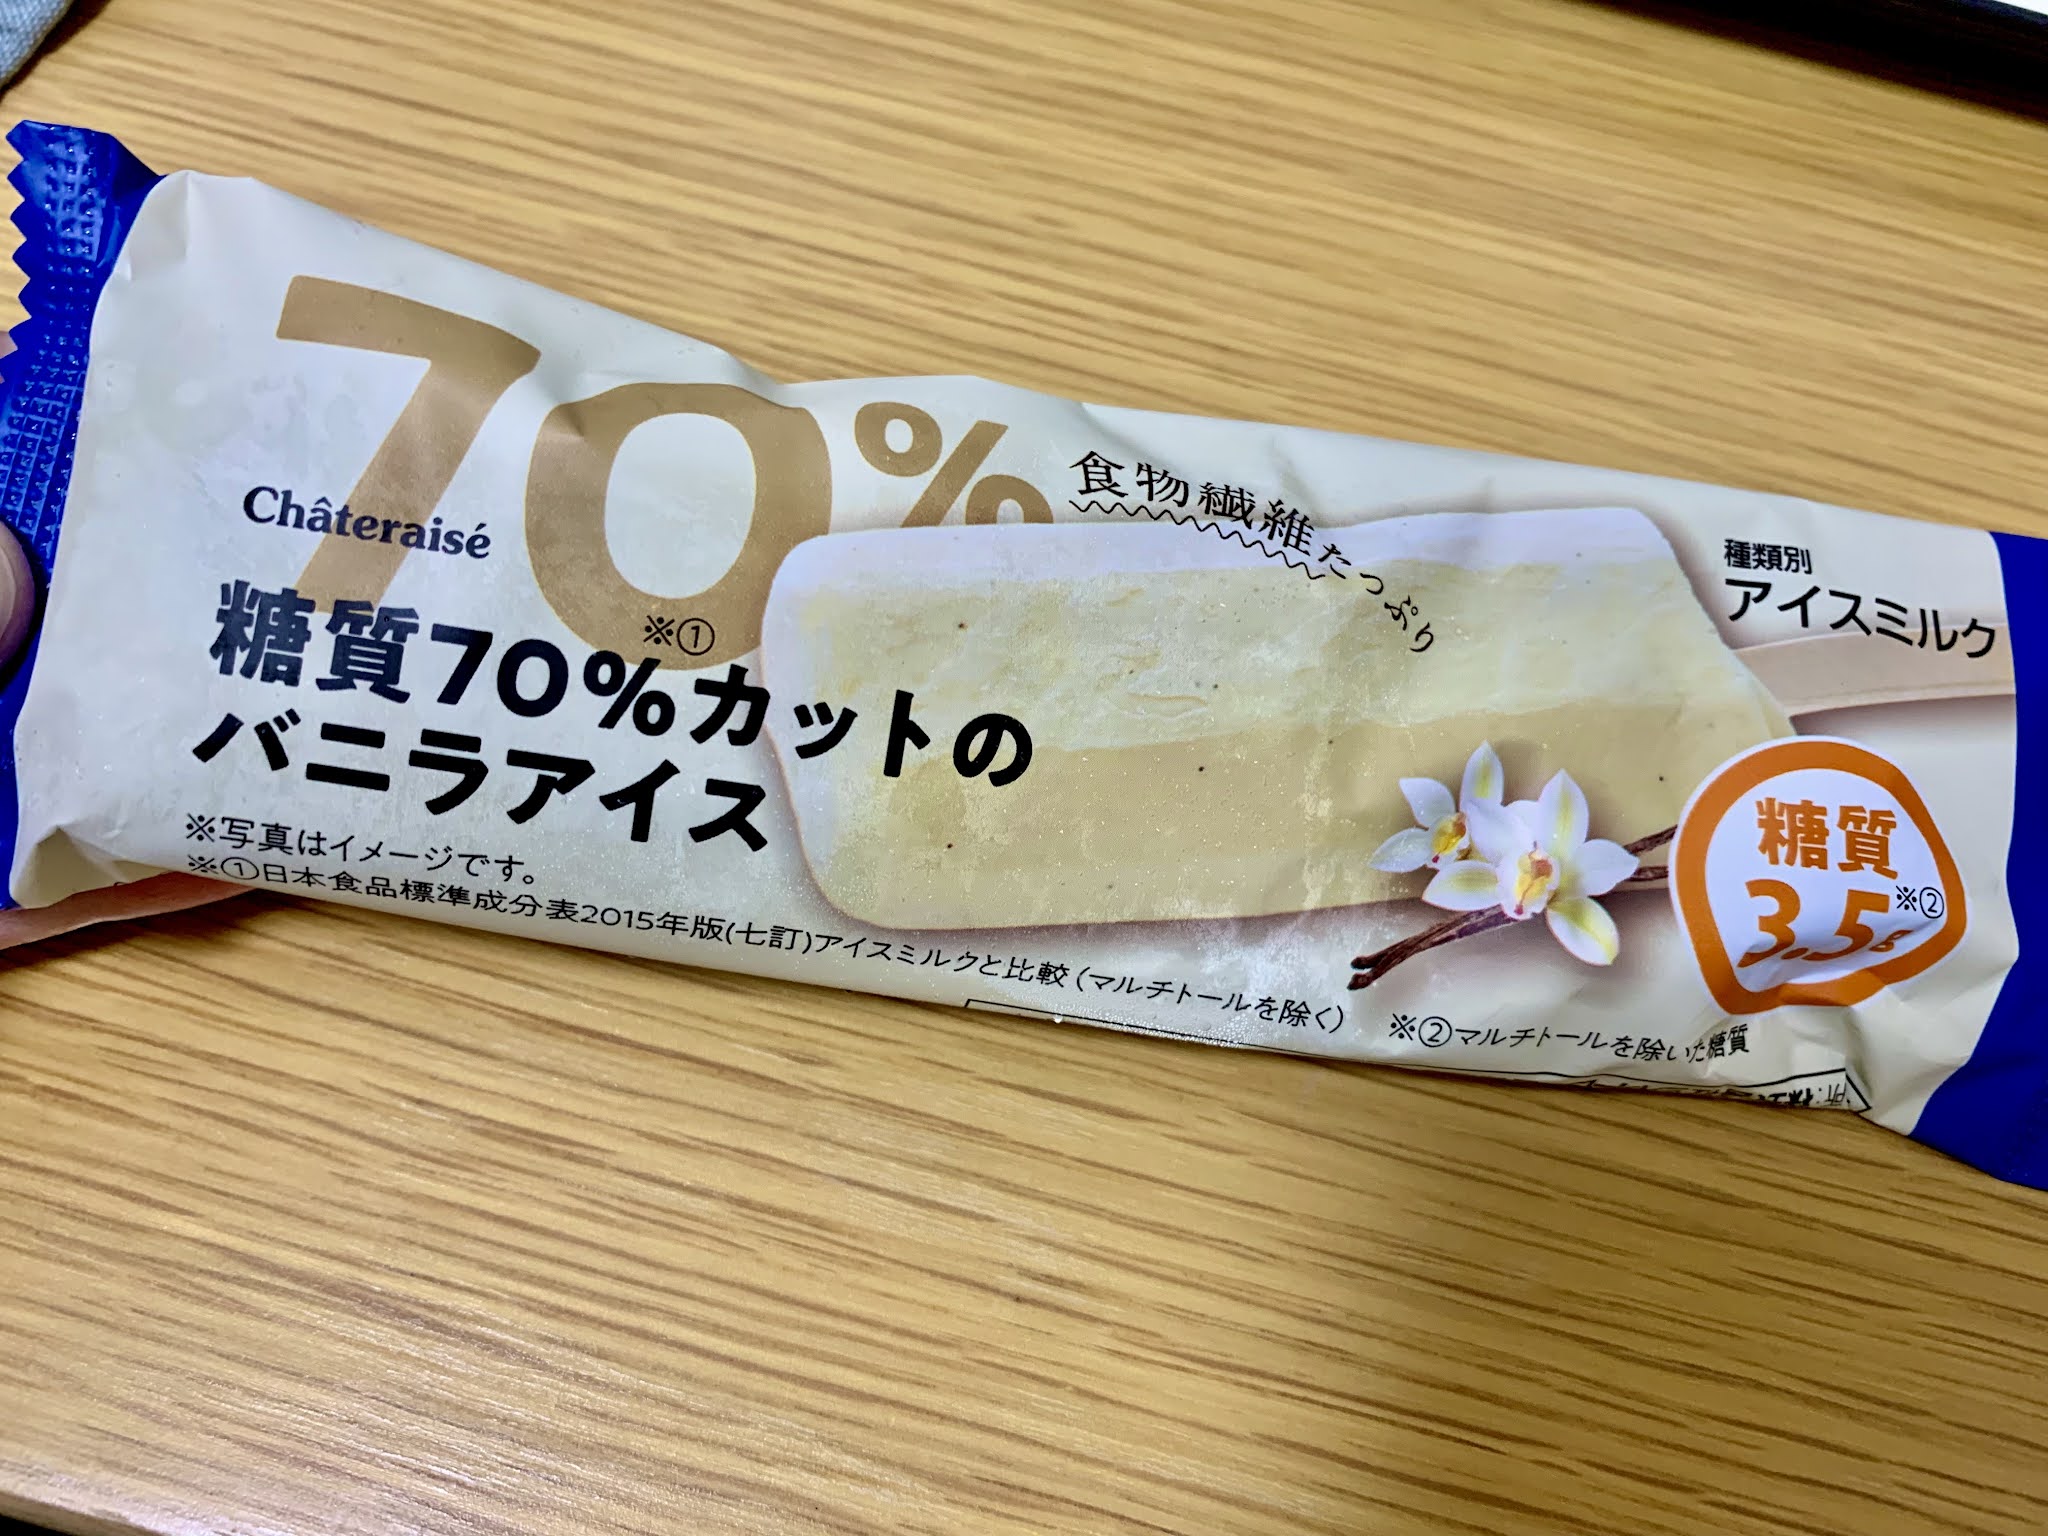 70%
Châteraisé
糖質70%※①カットの
バニラアイス
食物繊維たっぷり
種類別
アイスミルク
糖質
3.5g※②
※写真はイメージです。
※①日本食品標準成分表2015年版(七訂)アイスミルクと比較(マルチトールを除く)
※②マルチトールを除いた糖質